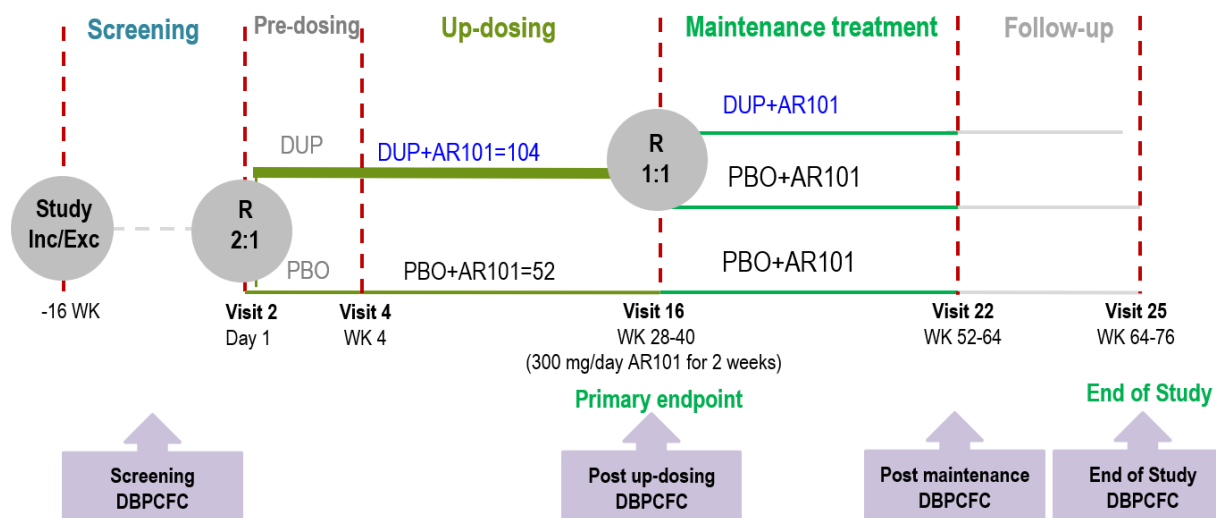 Screening
Pre-dosing
Up-dosing
Maintenance treatment
Follow-up
DUP
DUP+AR101=104
DUP+AR101
R
1:1
PBO+AR101
Study
Inc/Exc
R
2:1
PBO
PBO+AR101=52
PBO+AR101
-16 WK
Visit 2
Day 1
Visit 4
WK 4
Visit 16
WK 28-40
(300 mg/day AR101 for 2 weeks)
Visit 22
WK 52-64
Visit 25
WK 64-76
Primary endpoint
End of Study
Screening
DBPCFC
Post up-dosing
DBPCFC
Post maintenance
DBPCFC
End of Study
DBPCFC